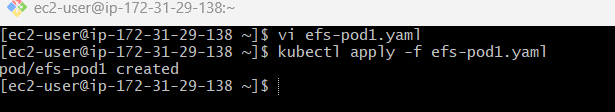 ec2-user@ip-172-31-29-138:~
[ec2-user@ip-172-31-29-138 ~]$ vi efs-pod1.yaml
[ec2-user@ip-172-31-29-138 ~]$ kubectl apply -f efs-pod1.yaml
pod/efs-pod1 created
[ec2-user@ip-172-31-29-138 ~]$